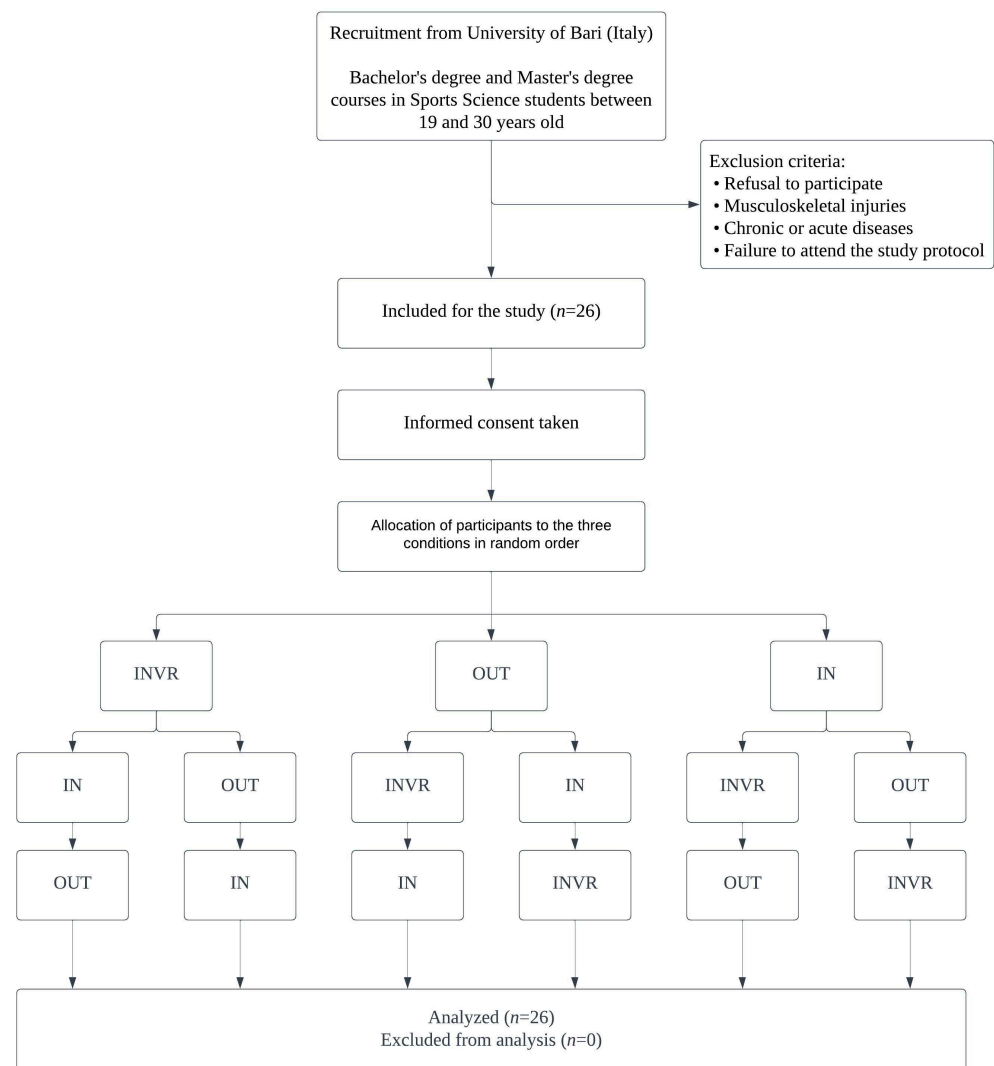 Recruitment from University of Bari (Italy)
Bachelor's degree and Master's degree
courses in Sports Science students between
19 and 30 years old
Exclusion criteria:
• Refusal to participate
• Musculoskeletal injuries
• Chronic or acute diseases
• Failure to attend the study protocol
Included for the study (n=26)
Informed consent taken
Allocation of participants to the three
conditions in random order
INVR
OUT
IN
IN
OUT
INVR
IN
INVR
OUT
OUT
IN
IN
INVR
OUT
INVR
Analyzed (n=26)
Excluded from analysis (n=0)